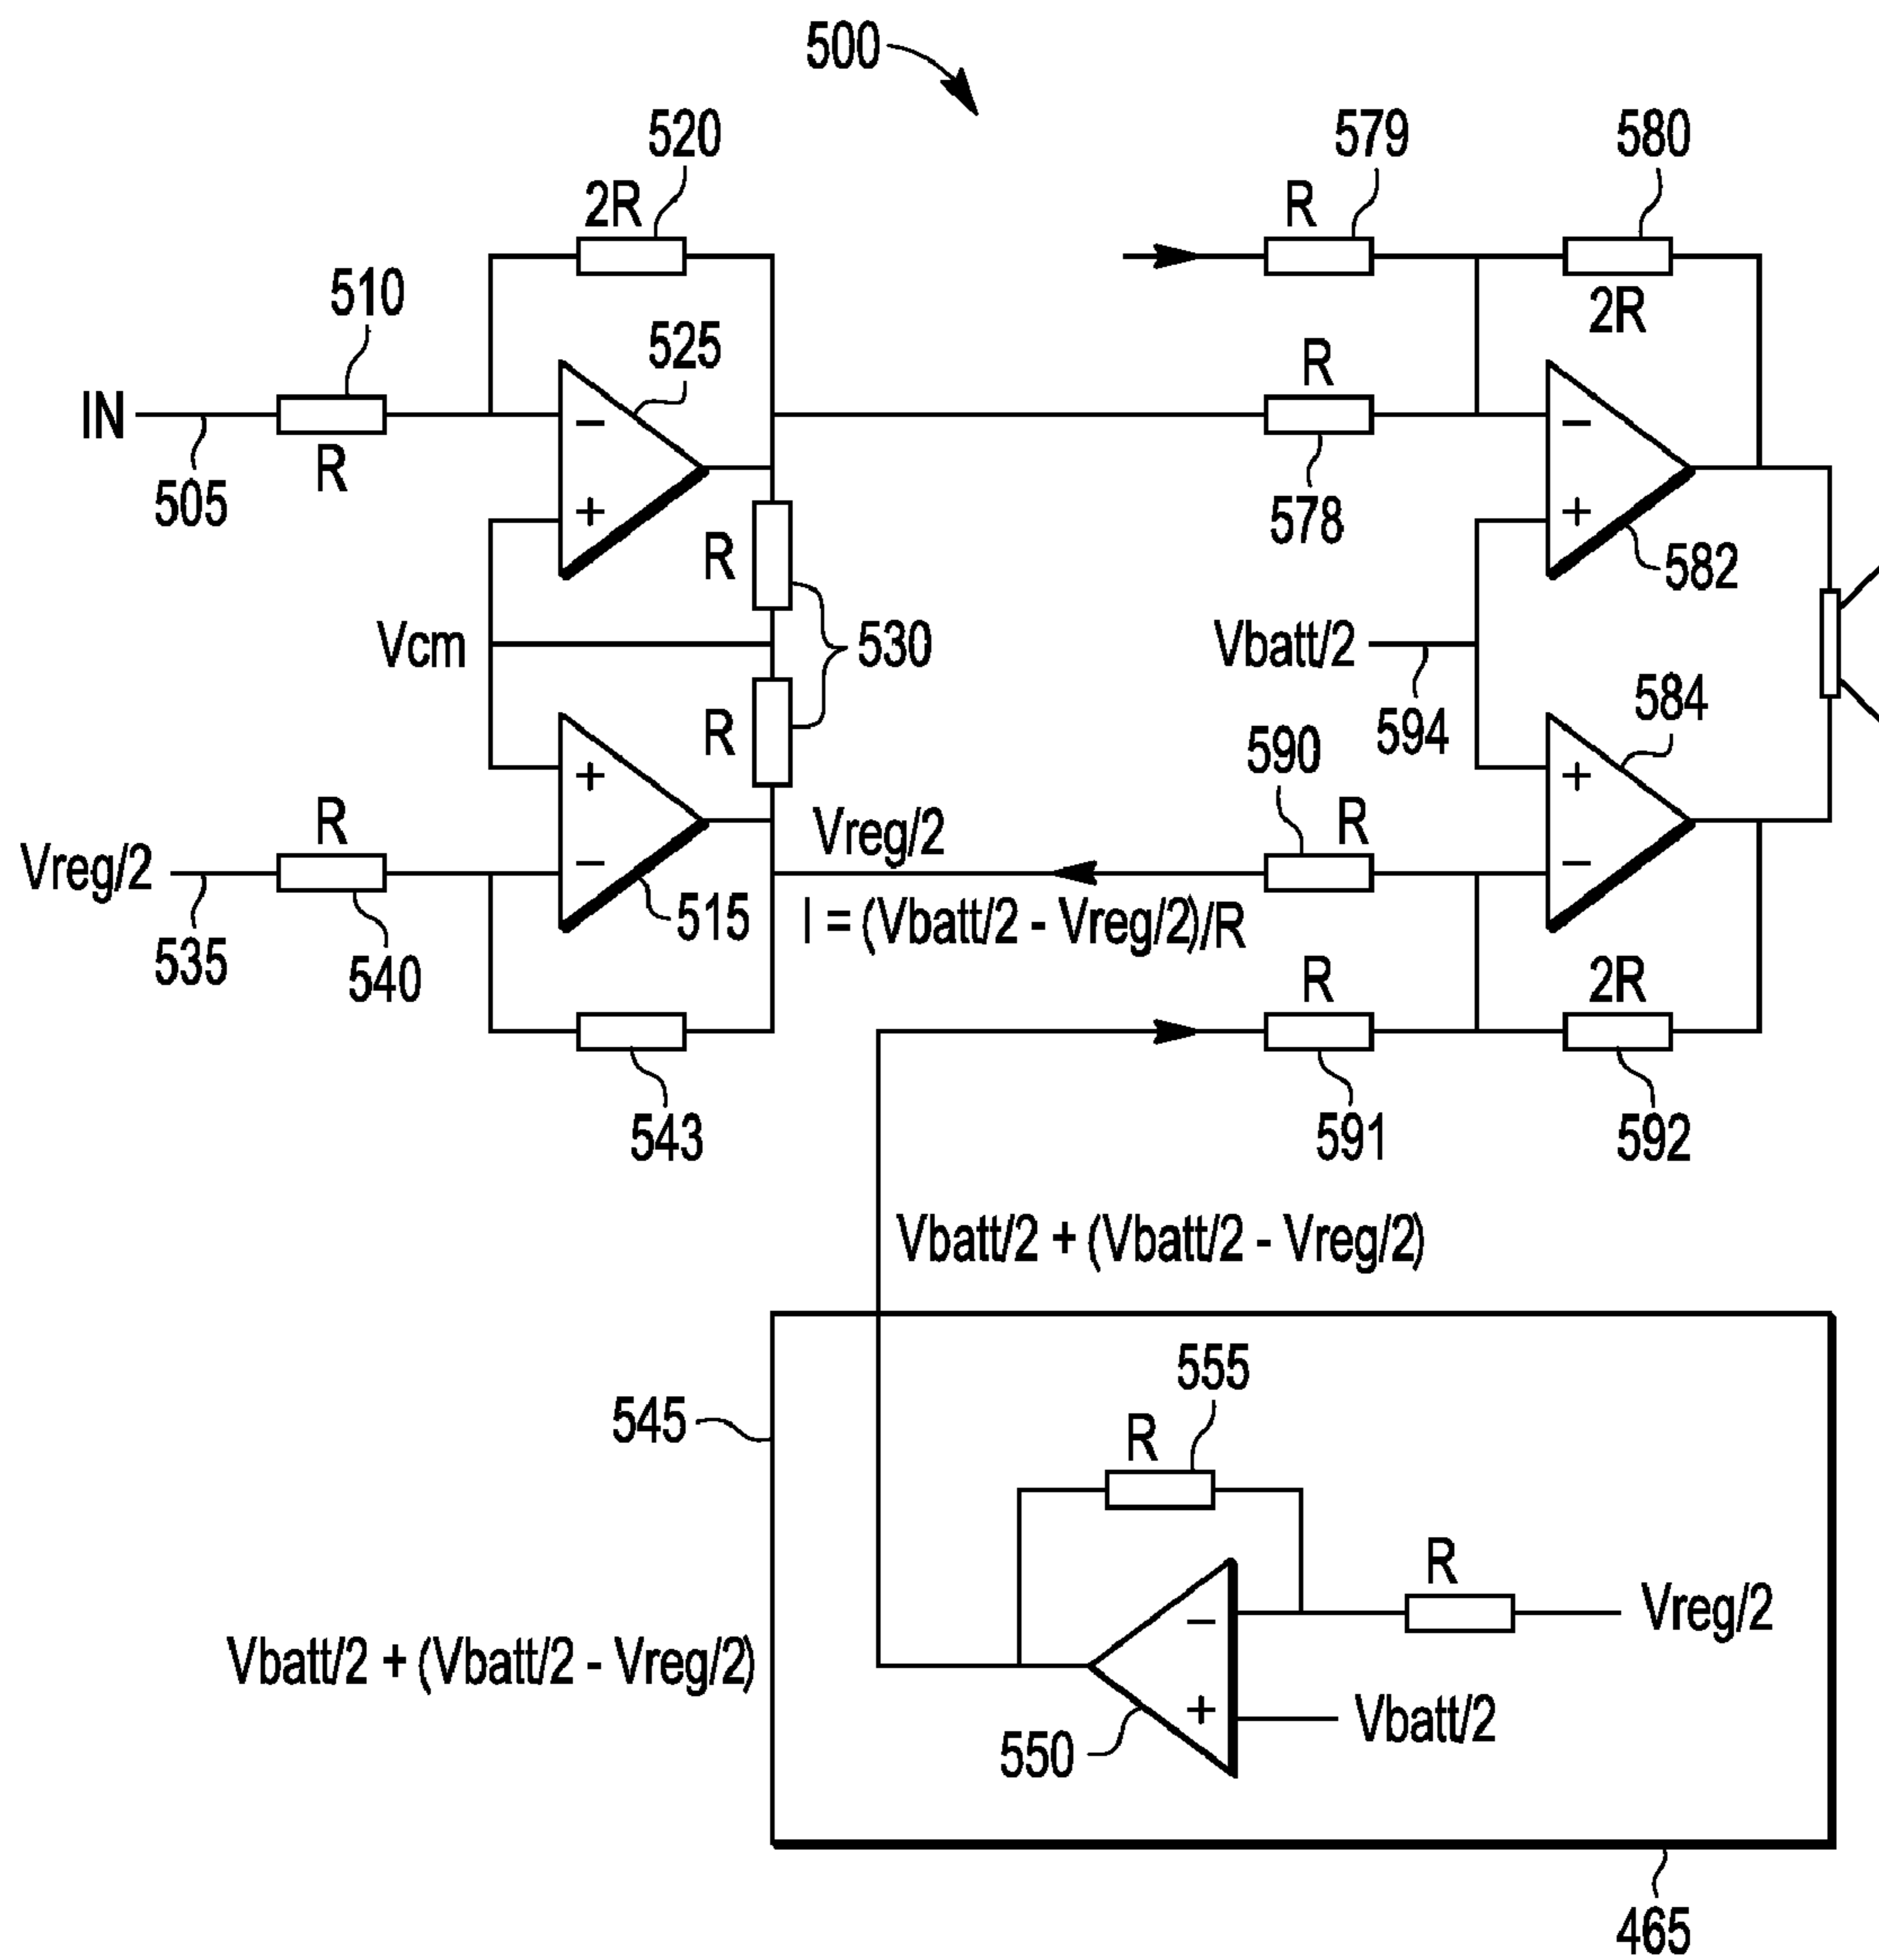 500
520
579
580
2R
R
510
525
2R
R
IN
R
505
578
582
R
Vcm
530
Vbatt/2
584
R
594
590
R
Vreg/2
R
Vreg/2
515
I = (Vbatt/2 - Vreg/2)/R
535
540
R
2R
543
591
592
Vbatt/2 + (Vbatt/2 - Vreg/2)
555
545
R
R
Vreg/2
Vbatt/2 + (Vbatt/2 - Vreg/2)
Vbatt/2
550
465
+
−
+
−
+
−
+
−
−
+